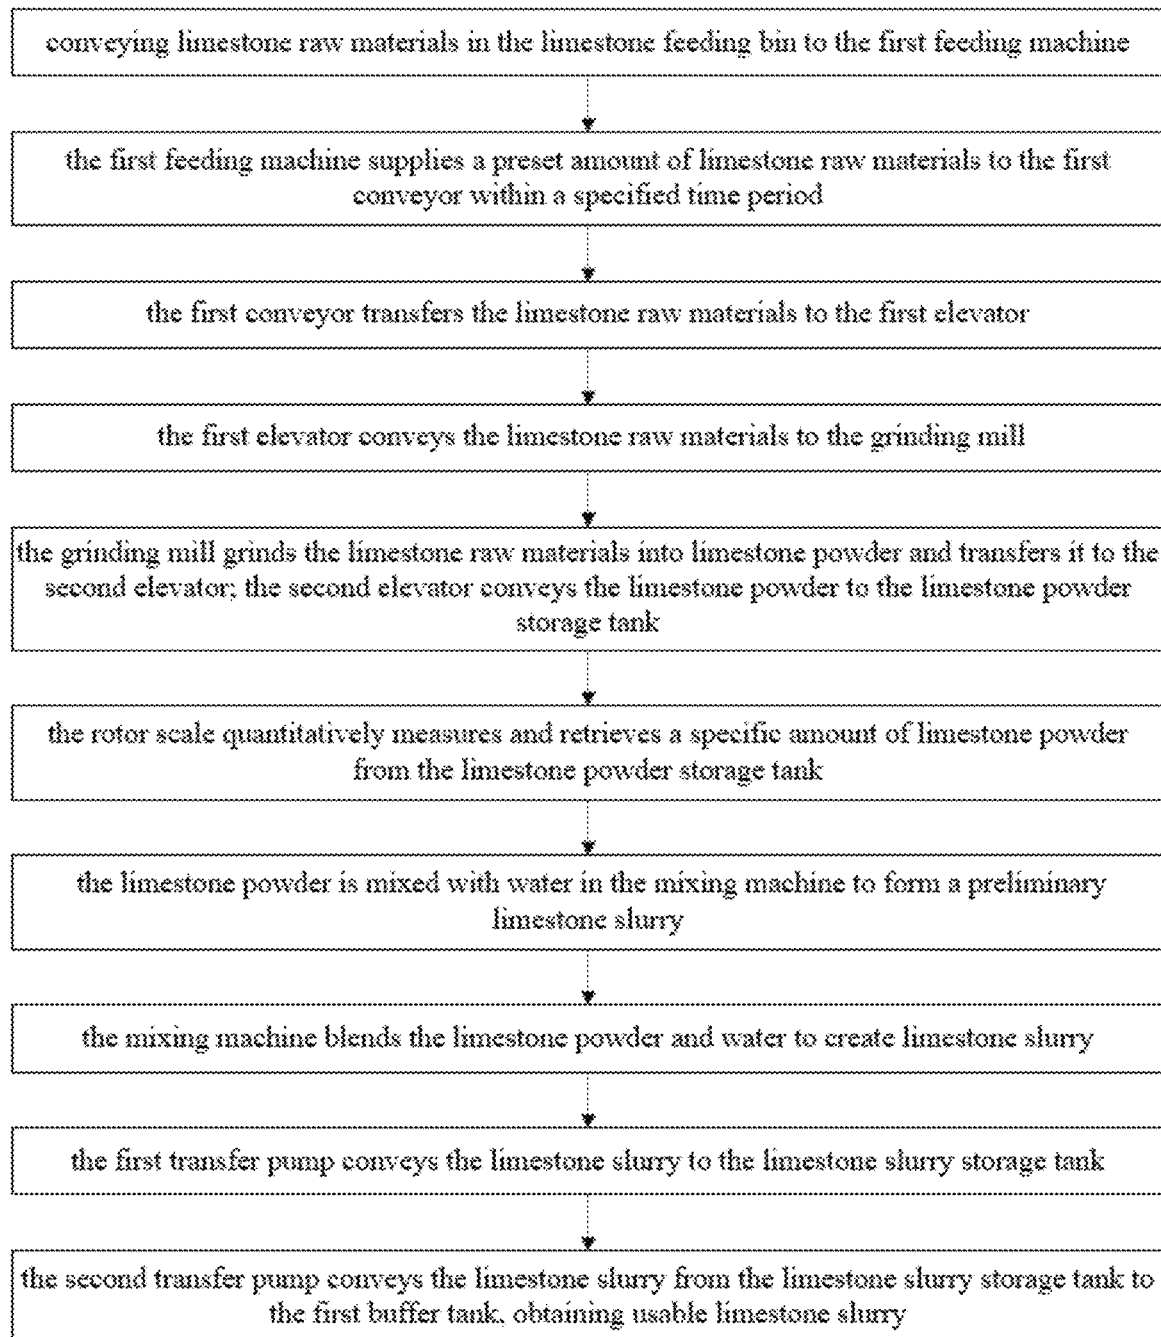 conveying limestone raw materials in the limestone feeding bin to the first feeding machine
the first feeding machine supplies a preset amount of limestone raw materials to the first
conveyor within a specified time period
the first conveyor transfers the limestone raw materials to the first elevator
the first elevator conveys the limestone raw materials to the grinding mill
the grinding mill grinds the limestone raw materials into limestone powder and transfers it to the
second elevator; the second elevator conveys the limestone powder to the limestone powder
storage tank
the rotor scale quantitatively measures and retrieves a specific amount of limestone powder
from the limestone powder storage tank
the limestone powder is mixed with water in the mixing machine to form a preliminary
limestone slurry
the mixing machine blends the limestone powder and water to create limestone slurry
the first transfer pump conveys the limestone slurry to the limestone slurry storage tank
the second transfer pump conveys the limestone slurry from the limestone slurry storage tank to
the first buffer tank, obtaining usable limestone slurry